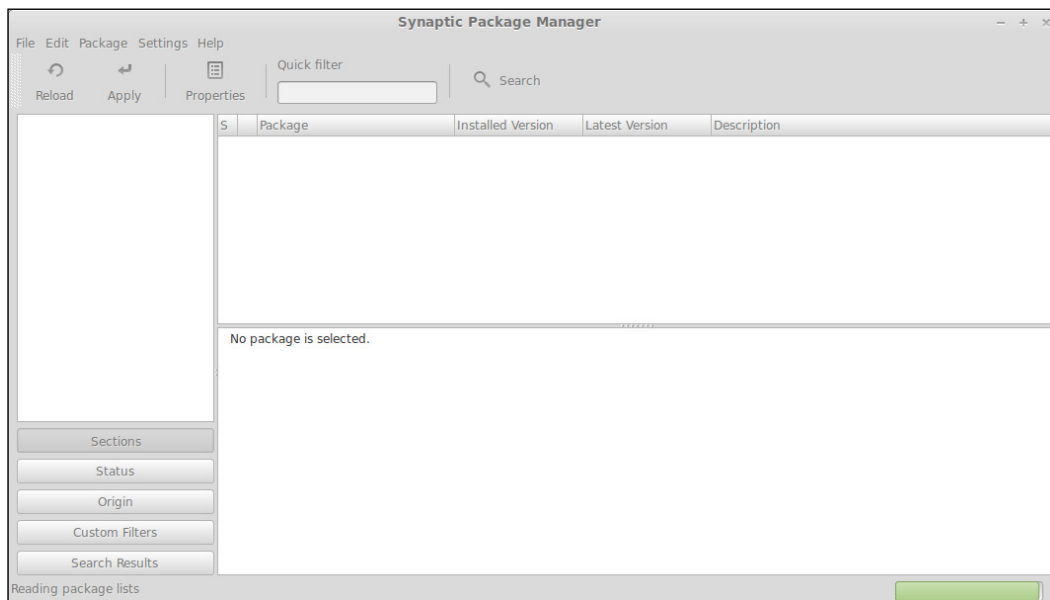 Synaptic Package Manager
File Edit Package Settings Help
Reload Apply Properties Quick filter Search
S Package Installed Version Latest Version Description
No package is selected.
Sections
Status
Origin
Custom Filters
Search Results
Reading package lists